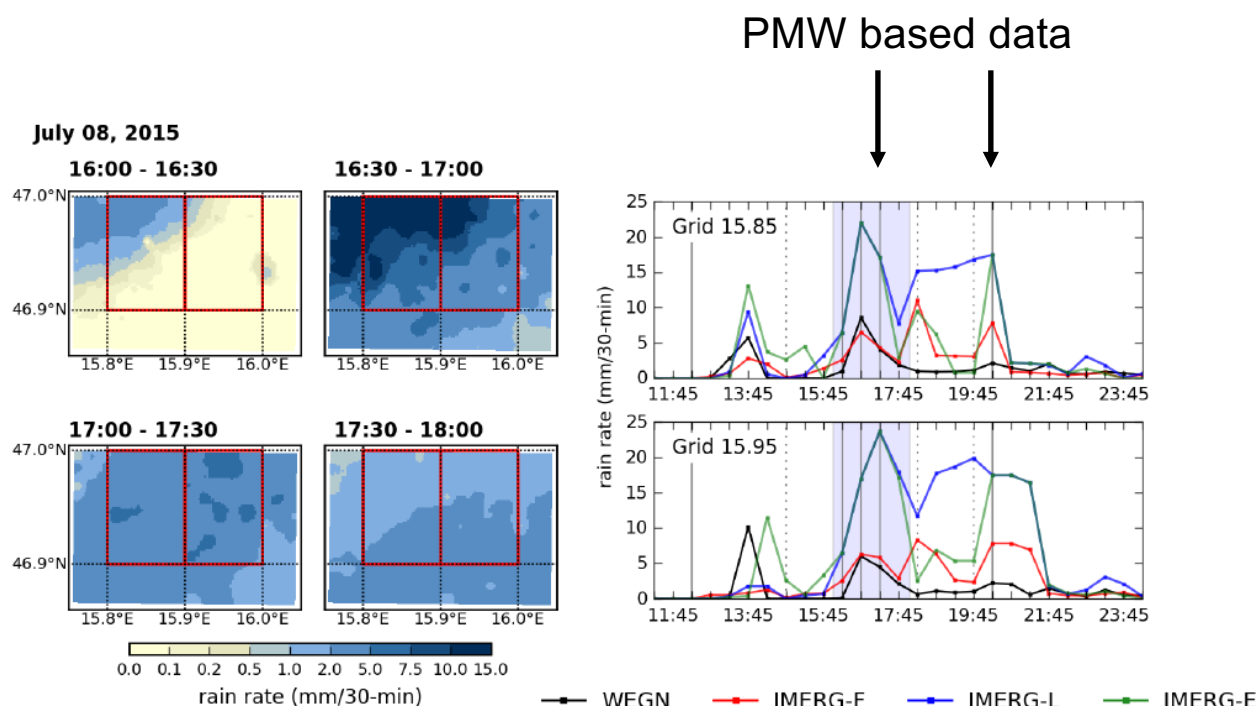 PMW based data
July 08, 2015
16:00 - 16:30
16:30 - 17:00
47.0°N
46.9°N
15.8°E 15.9°E 16.0°E
15.8°E 15.9°E 16.0°E
17:00 - 17:30
17:30 - 18:00
47.0°N
46.9°N
15.8°E 15.9°E 16.0°E
15.8°E 15.9°E 16.0°E
0.0 0.1 0.2 0.5 1.0 2.0 5.0 7.5 10.0 15.0
rain rate (mm/30-min)
rain rate (mm/30-min)
25
20
15
10
5
0
Grid 15.85
11:45 13:45 15:45 17:45 19:45 21:45 23:45
25
20
15
10
5
0
Grid 15.95
11:45 13:45 15:45 17:45 19:45 21:45 23:45
WEGN IMERG-E IMERG-L IMERG-F